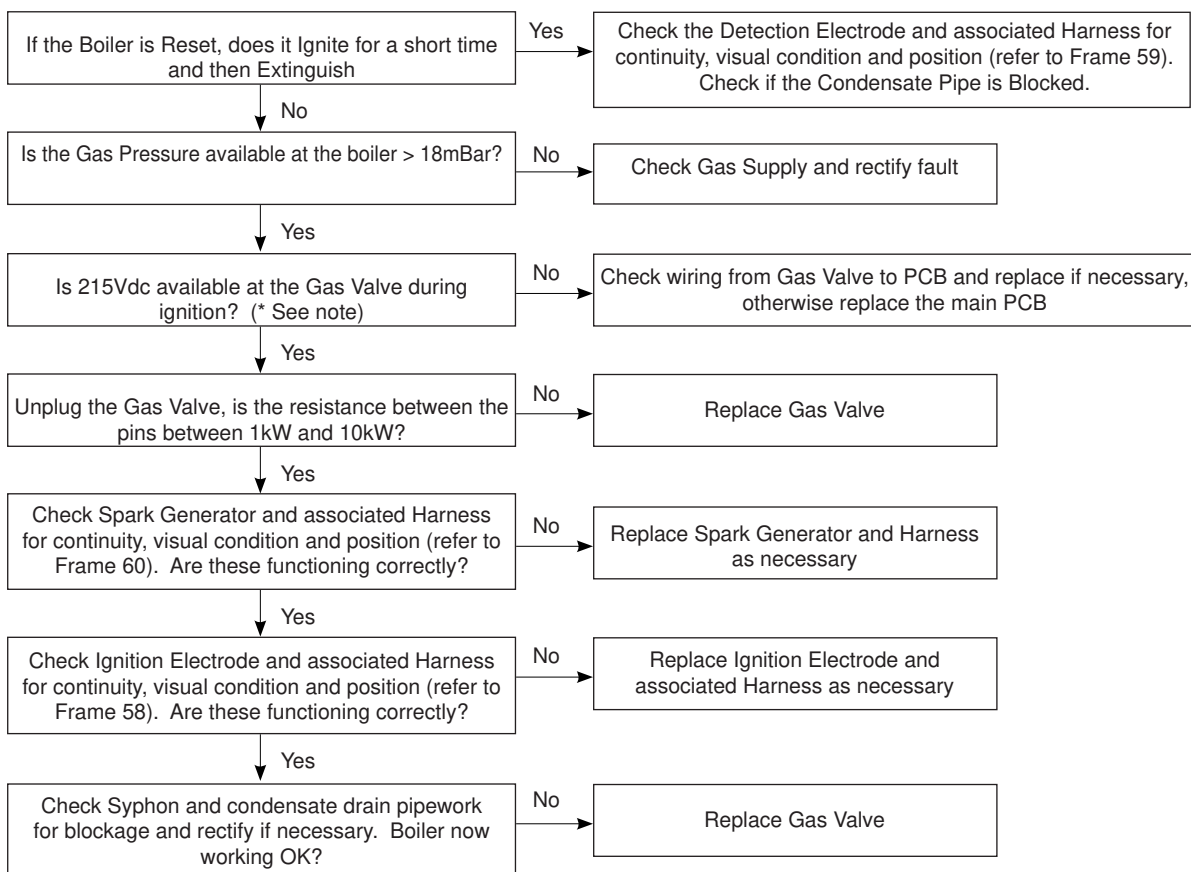 If the Boiler is Reset, does it Ignite for a short time
and then Extinguish
Yes
Check the Detection Electrode and associated Harness for
continuity, visual condition and position (refer to Frame 59).
Check if the Condensate Pipe is Blocked.
No
Is the Gas Pressure available at the boiler > 18mBar?
No
Check Gas Supply and rectify fault
Yes
Is 215Vdc available at the Gas Valve during
ignition? (* See note)
No
Check wiring from Gas Valve to PCB and replace if necessary,
otherwise replace the main PCB
Yes
Unplug the Gas Valve, is the resistance between the
pins between 1kW and 10kW?
No
Replace Gas Valve
Yes
Check Spark Generator and associated Harness
for continuity, visual condition and position (refer to
Frame 60). Are these functioning correctly?
No
Replace Spark Generator and Harness
as necessary
Yes
Check Ignition Electrode and associated Harness
for continuity, visual condition and position (refer to
Frame 58). Are these functioning correctly?
No
Replace Ignition Electrode and
associated Harness as necessary
Yes
Check Syphon and condensate drain pipework
for blockage and rectify if necessary. Boiler now
working OK?
No
Replace Gas Valve